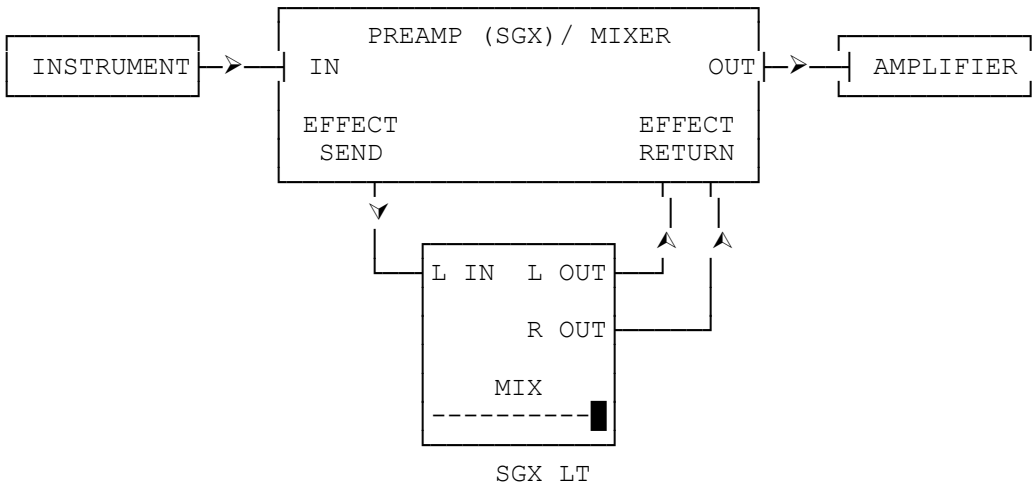 PREAMP (SGX)/ MIXER
INSTRUMENT IN OUT AMPLIFIER
EFFECT EFFECT
SEND RETURN
L IN L OUT
R OUT
MIX
SGX LT